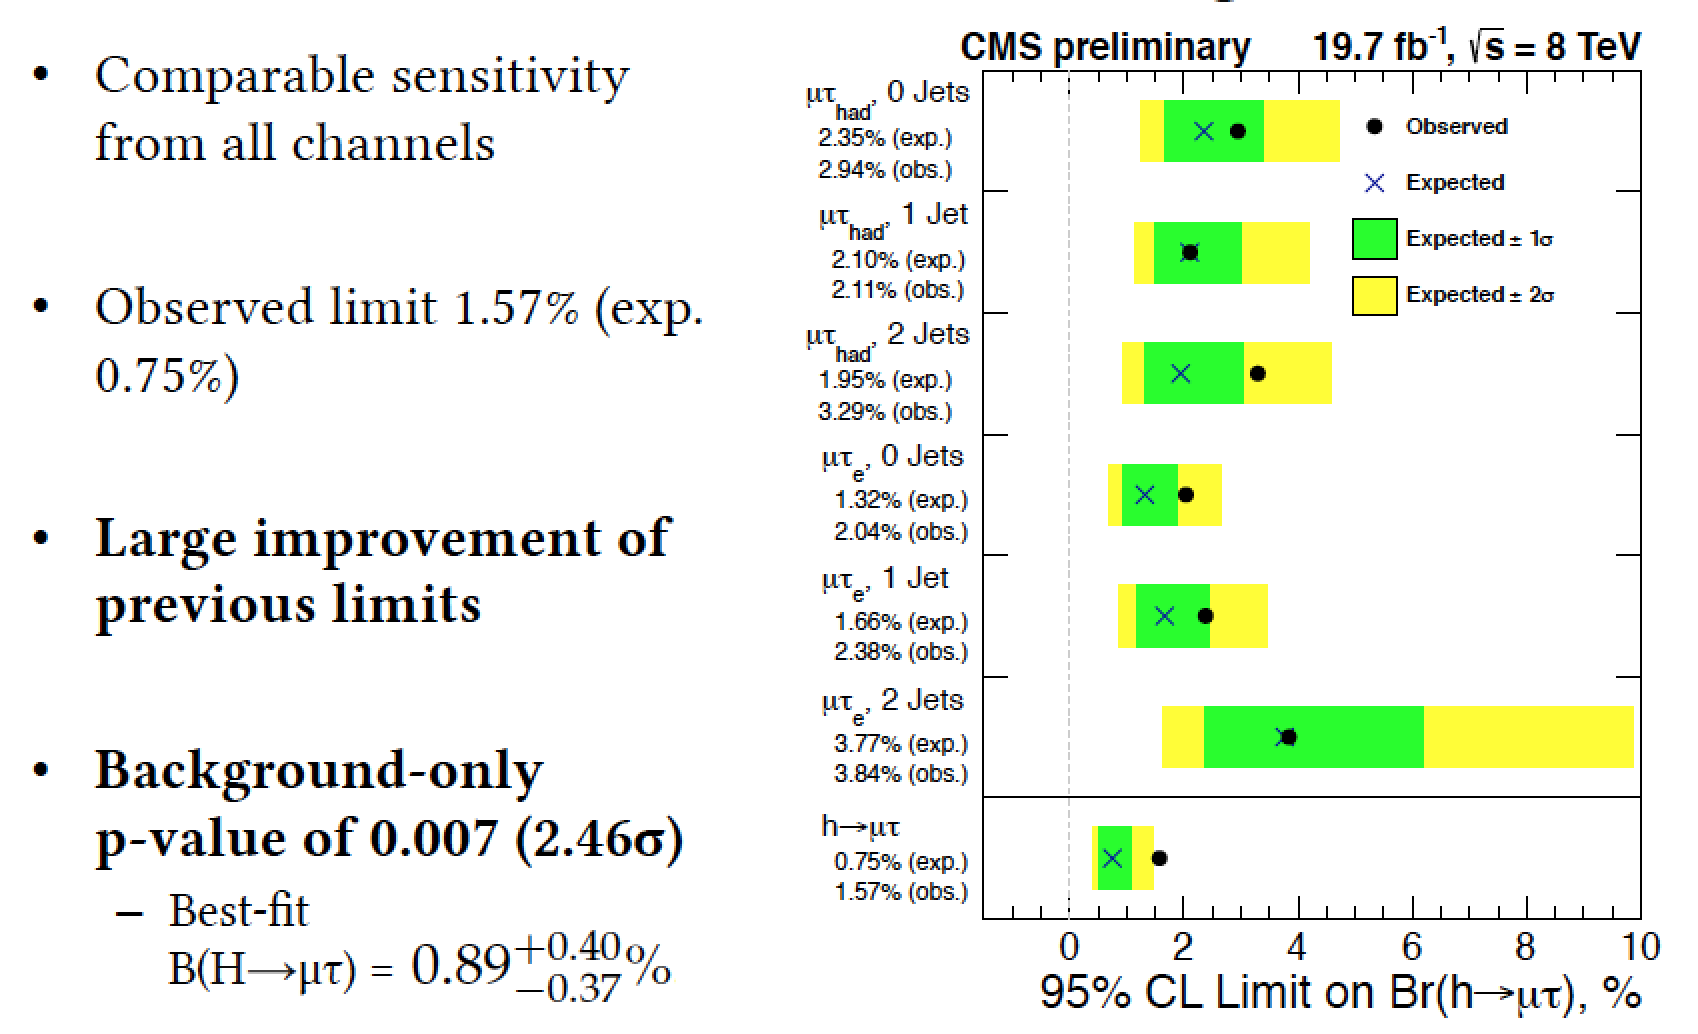 • Comparable sensitivity
from all channels
• Observed limit 1.57% (exp.
0.75%)
• Large improvement of
previous limits
• Background-only
p-value of 0.007 (2.46σ)
– Best-fit
B(H→μτ) = 0.89 +0.40 −0.37 %
CMS preliminary 19.7 fb-1, √s = 8 TeV
μτhad, 0 Jets
2.35% (exp.)
2.94% (obs.)
μτhad, 1 Jet
2.10% (exp.)
2.11% (obs.)
μτhad, 2 Jets
1.95% (exp.)
3.29% (obs.)
μτe, 0 Jets
1.32% (exp.)
2.04% (obs.)
μτe, 1 Jet
1.66% (exp.)
2.38% (obs.)
μτe, 2 Jets
3.77% (exp.)
3.84% (obs.)
h→μτ
0.75% (exp.)
1.57% (obs.)
Observed
Expected
Expected ± 1σ
Expected ± 2σ
0 2 4 6 8 10
95% CL Limit on Br(h→μτ), %